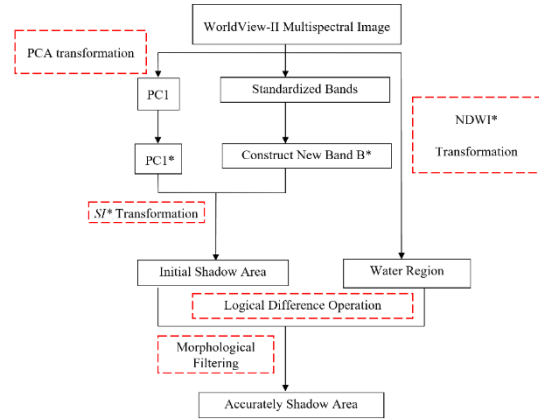 WorldView-II Multispectral Image
PCA transformation
PC1
Standardized Bands
NDWI*
Transformation
PC1*
Construct New Band B*
SI* Transformation
Initial Shadow Area
Water Region
Logical Difference Operation
Morphological
Filtering
Accurately Shadow Area